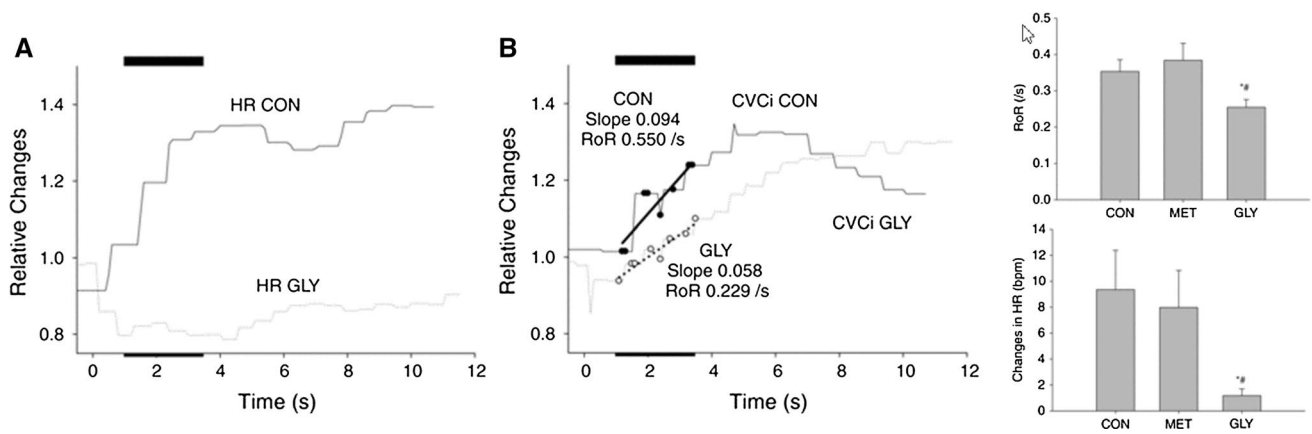 A
1.4
1.2
1.0
0.8
Relative Changes
HR CON
HR GLY
0 2 4 6 8 10 12
Time (s)
B
1.4
1.2
1.0
0.8
Relative Changes
CON
Slope 0.094
RoR 0.550 /s
CVCi CON
CVCi GLY
GLY
Slope 0.058
RoR 0.229 /s
0 2 4 6 8 10 12
Time (s)
0.5
0.4
0.3
0.2
0.1
0.0
RoR (/s)
*#
CON MET GLY
14
12
10
8
6
4
2
0
Changes in HR (bpm)
*#
CON MET GLY